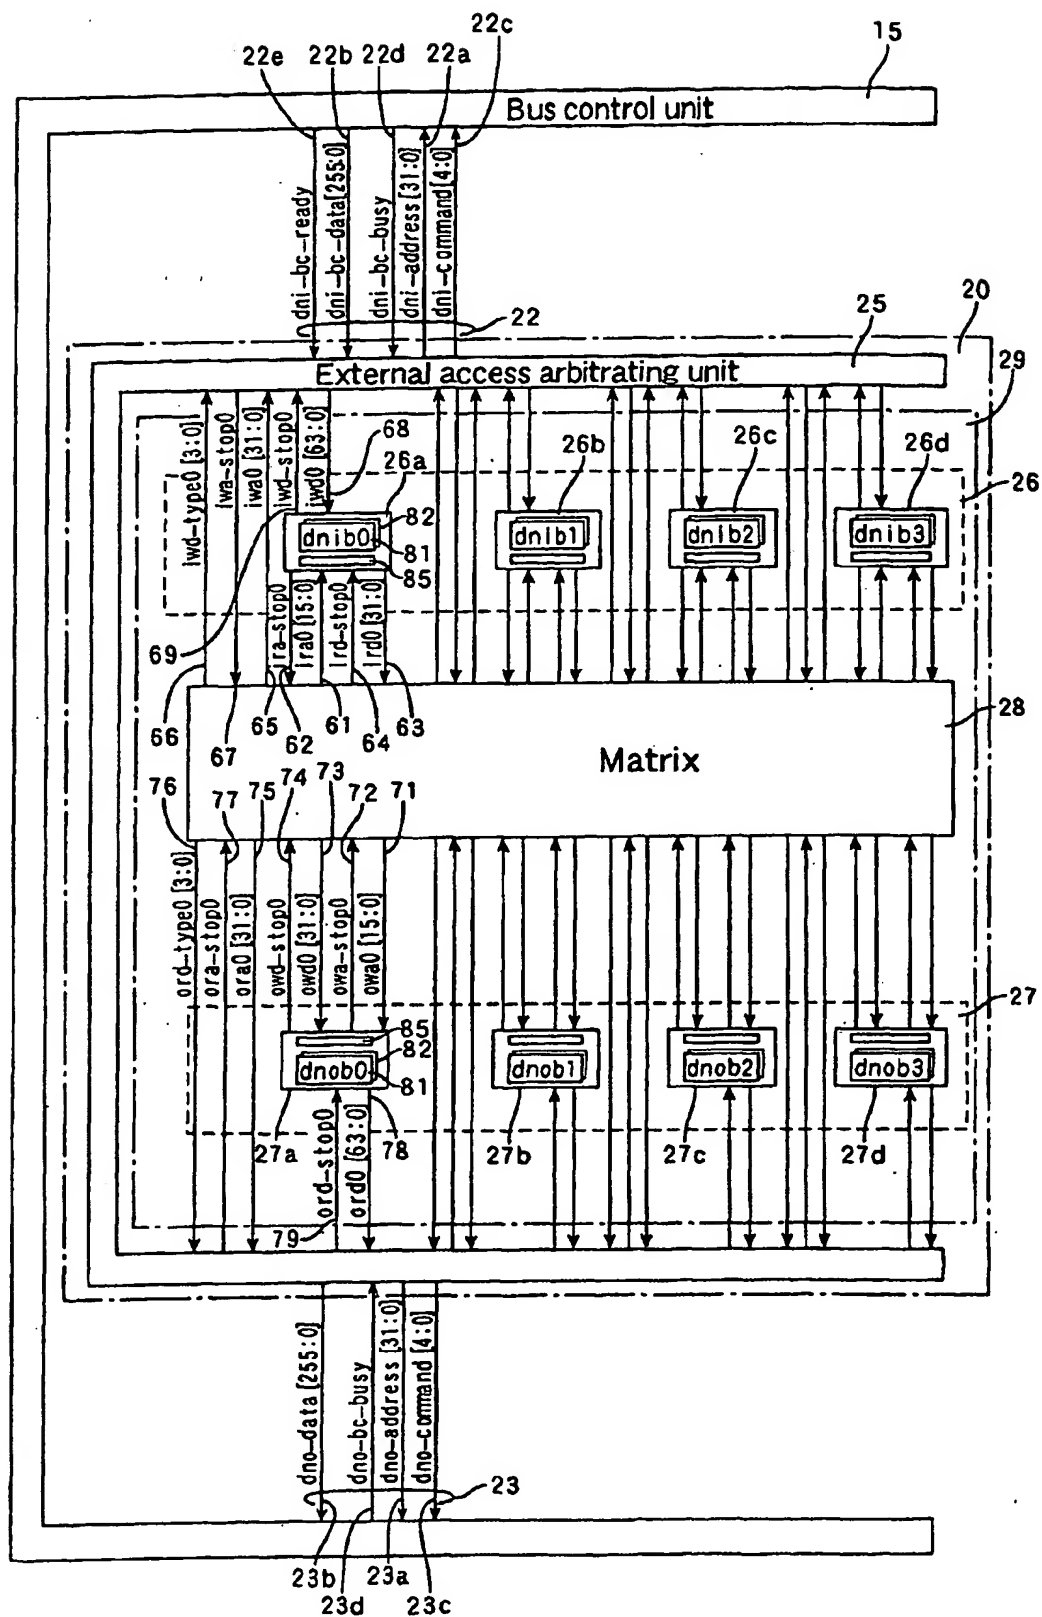 22e 22b 22d 22a 22c 15
Bus control unit
dni-bc-ready
dni-bc-data[255:0]
dni-bc-busy
dni-address [31:0]
dni-command[4:0]
22
25
20
29
External access arbitrating unit
iwd-type0 [3:0]
iwa-stop0
iwa0 [31:0]
iwd-stop0
iwd0 [63:0]
68
26a
26b
26c
26d
26
82
81
85
dnib0
dnib1
dnib2
dnib3
69
ira-stop0
ira0 [15:0]
ird-stop0
ird0 [31:0]
66 67 65 62 61 64 63
28
Matrix
76 77 75 74 73 72 71
ord-type0 [3:0]
ora-stop0
ora0 [31:0]
owd-stop0
owd0 [31:0]
owa-stop0
owa0 [15:0]
27
85
82
81
dnob0
dnob1
dnob2
dnob3
27a
78
27b
27c
27d
ord-stop0
ord0 [63:0]
79
dno-data [255:0]
dno-bc-busy
dno-address [31:0]
dno-command [4:0]
23
23b 23d 23a 23c